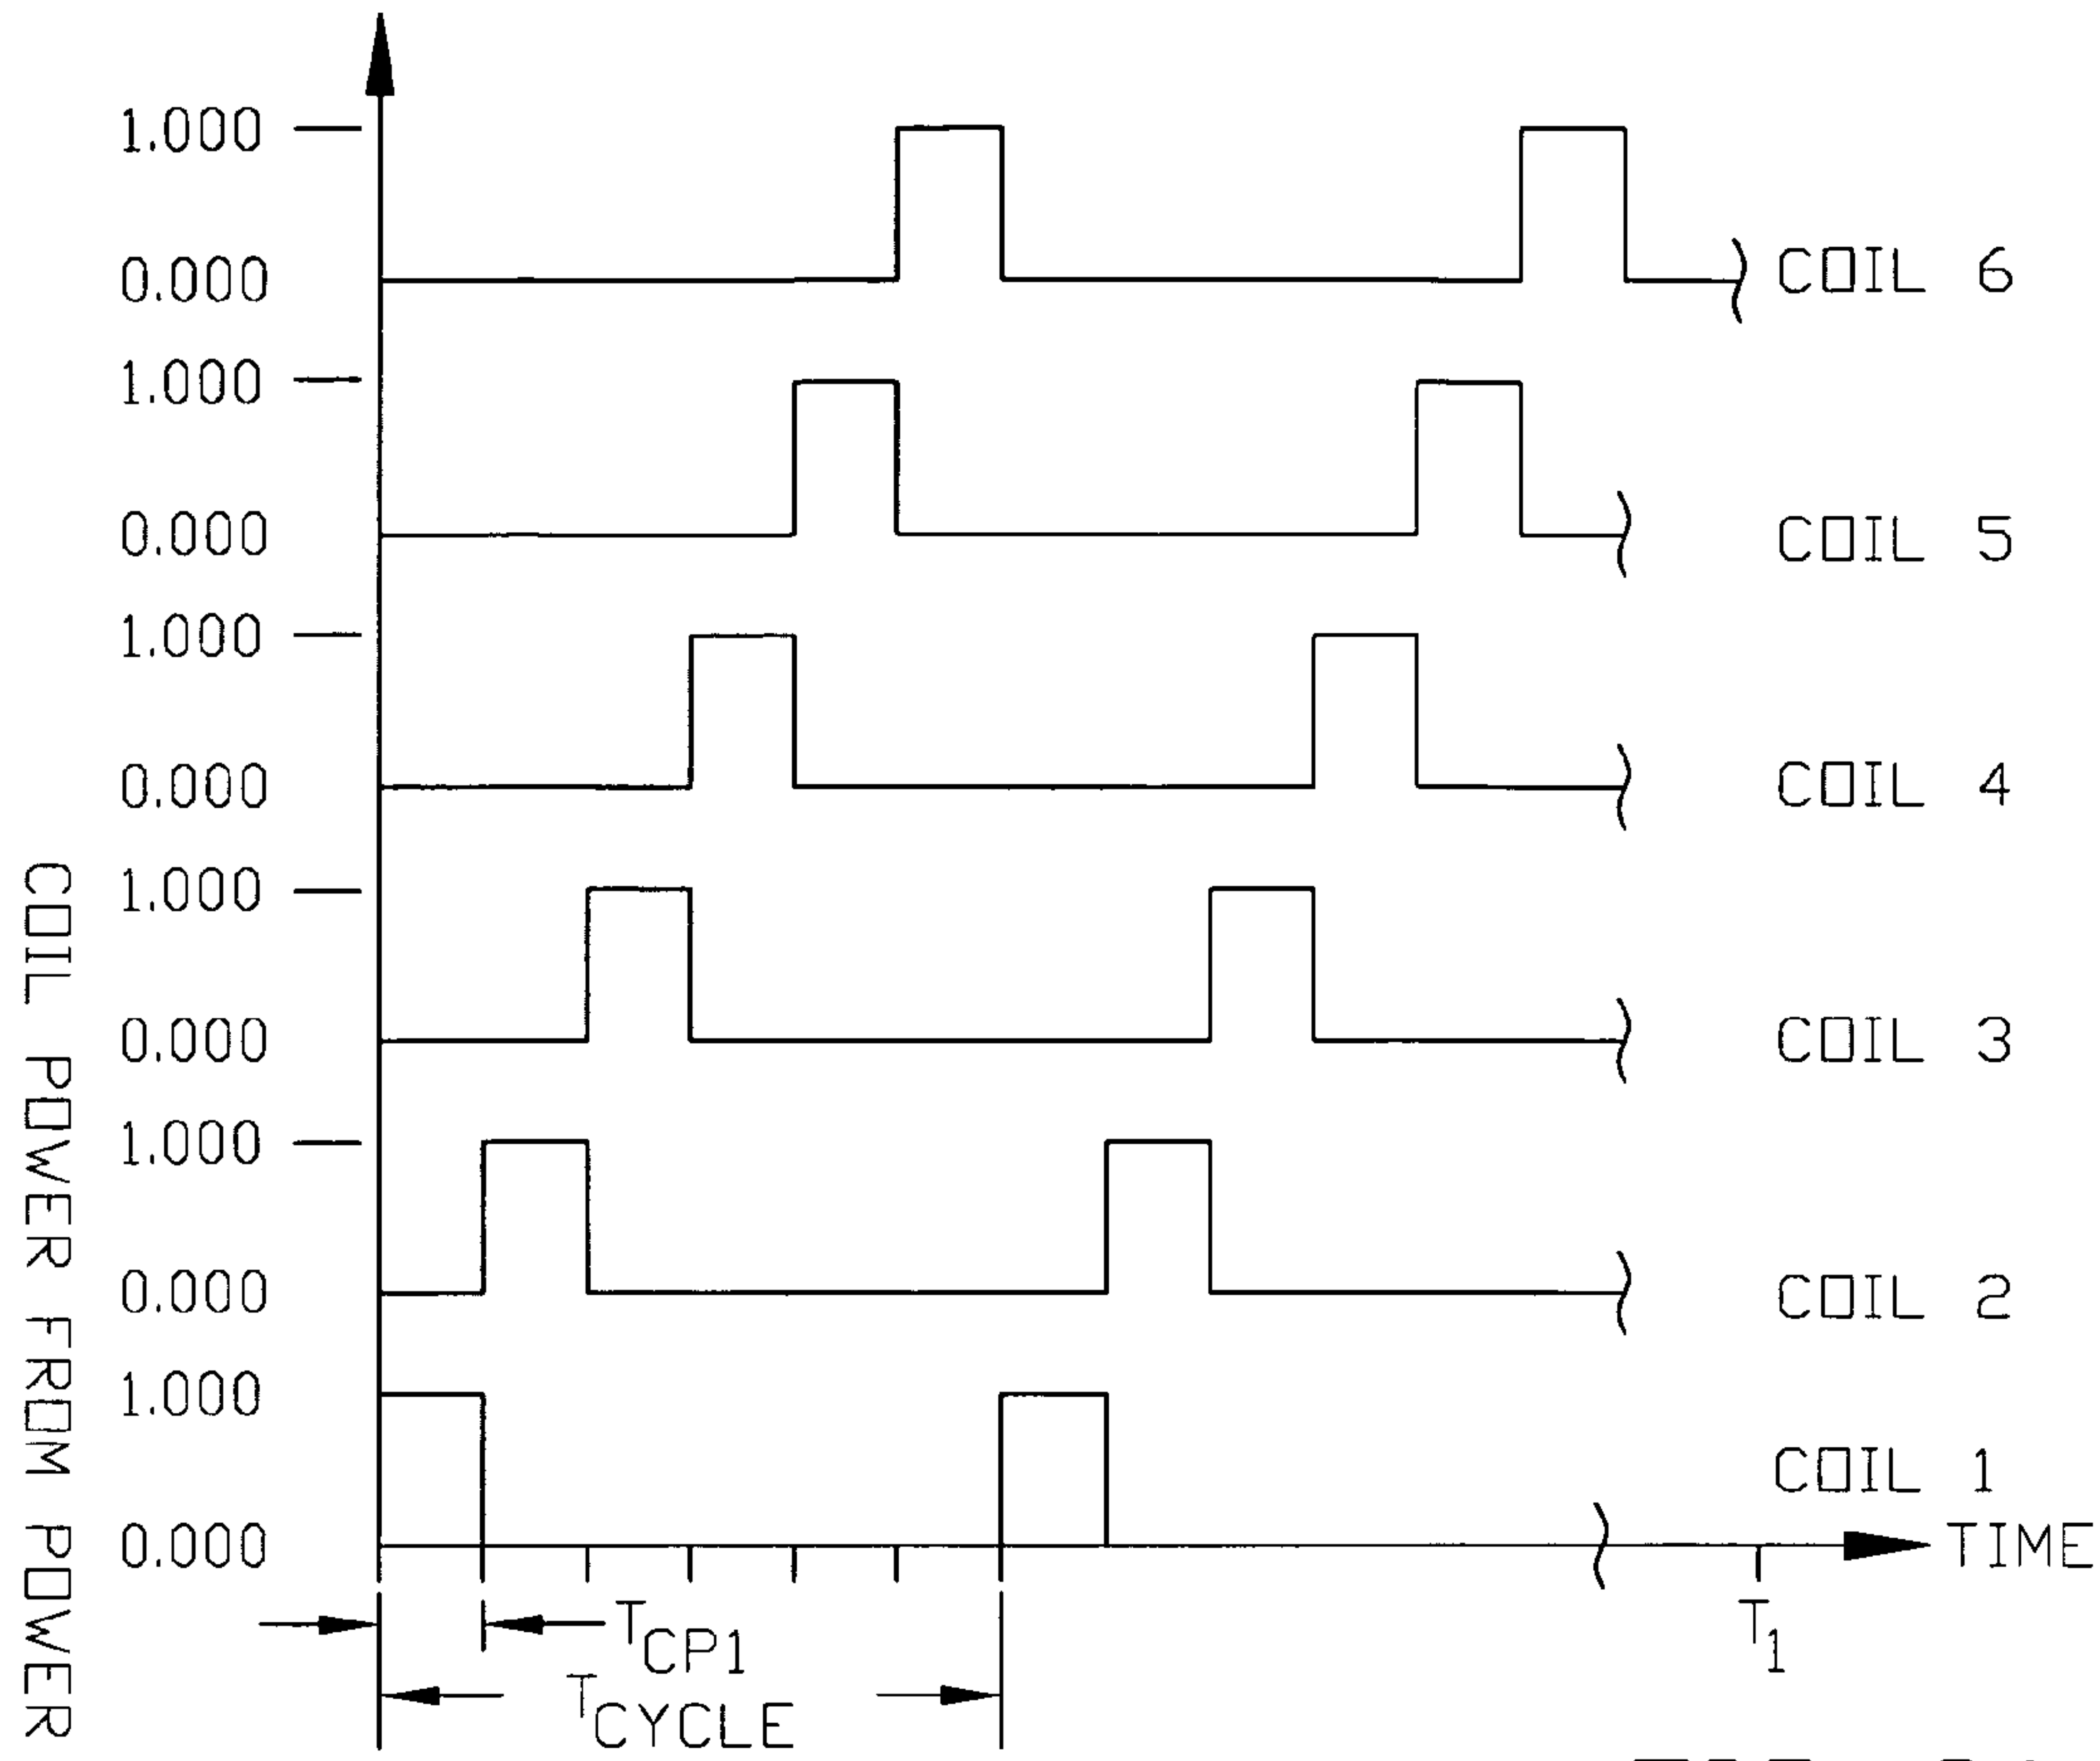 1.000
0.000 COIL 6
1.000
0.000 COIL 5
1.000
0.000 COIL 4
1.000
0.000 COIL 3
1.000
0.000 COIL 2
1.000
COIL 1
0.000 TIME
TCP1
T1
TCYCLE
COIL POWER FROM POWER